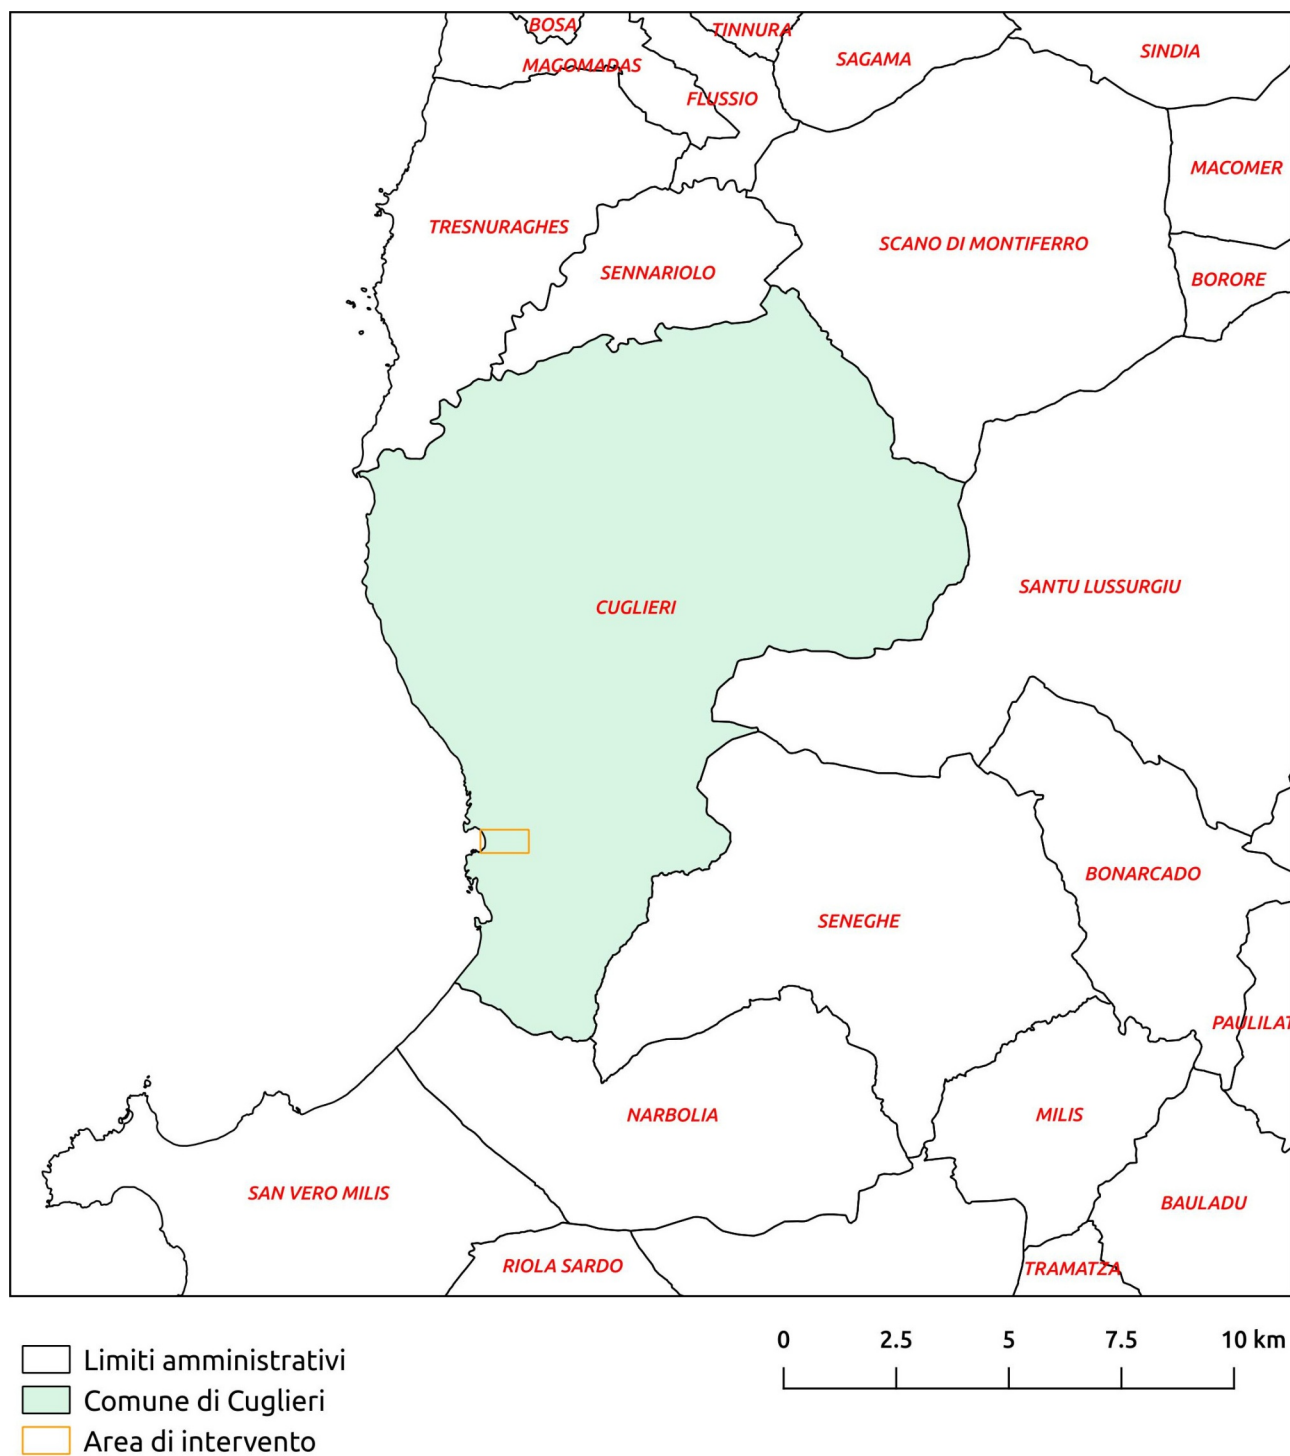 BOSA
TINNURA
SINDIA
MAGOMADAS
SAGAMA
FLUSSIO
MACOMER
TRESNURAGHES
SCANO DI MONTIFERRO
SENNARIOLO
BORORE
SANTU LUSSURGIU
CUGLIERI
BONARCADO
SENEGHE
PAULILAT
NARBOLIA
MILIS
SAN VERO MILIS
BAULADU
RIOLA SARDO
TRAMATZA
0 2.5 5 7.5 10 km
Limiti amministrativi
Comune di Cuglieri
Area di intervento